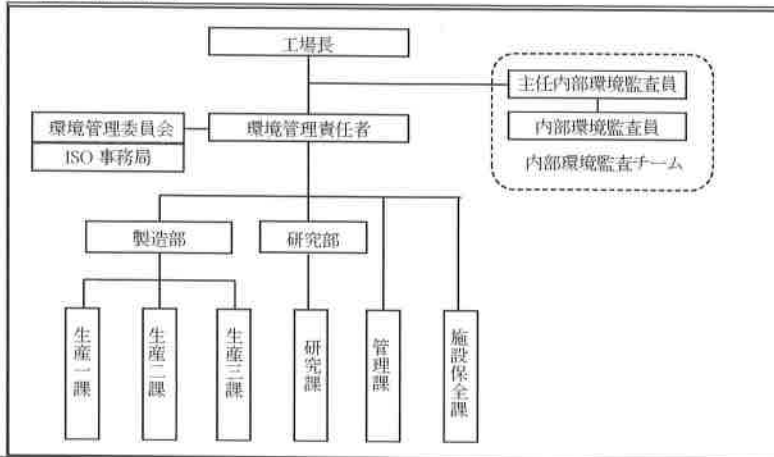 工場長
主任内部環境監査員
環境管理委員会
環境管理責任者
内部環境監査員
ISO 事務局
内部環境監査チーム
製造部
研究部
生産一課
生産二課
生産三課
研究課
管理課
施設保全課